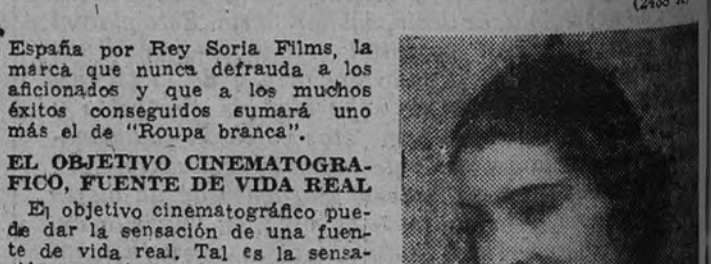 España por Rey Soria Films, la
marca que nunca defrauda a los
aficionados y que a los muchos
éxitos conseguidos sumará uno
más el de "Roupa branca".
EL OBJETIVO CINEMATOGRA-
FICO, FUENTE DE VIDA REAL
El objetivo cinematográfico pue-
de dar la sensación de una fuen-
te de vida real. Tal es la sensa-